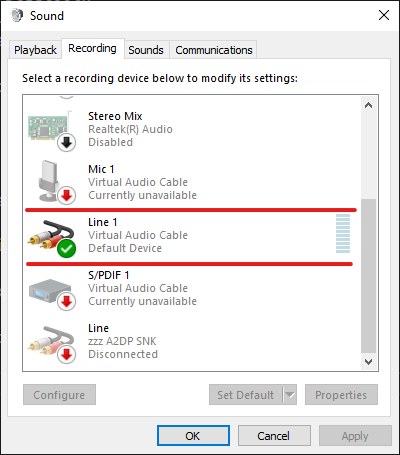 Sound
Playback Recording Sounds Communications
Select a recording device below to modify its settings:
Stereo Mix
Realtek(R) Audio
Disabled
Mic 1
Virtual Audio Cable
Currently unavailable
Line 1
Virtual Audio Cable
Default Device
S/PDIF 1
Virtual Audio Cable
Currently unavailable
Line
zzz A2DP SNK
Disconnected
Configure Set Default Properties
OK Cancel Apply